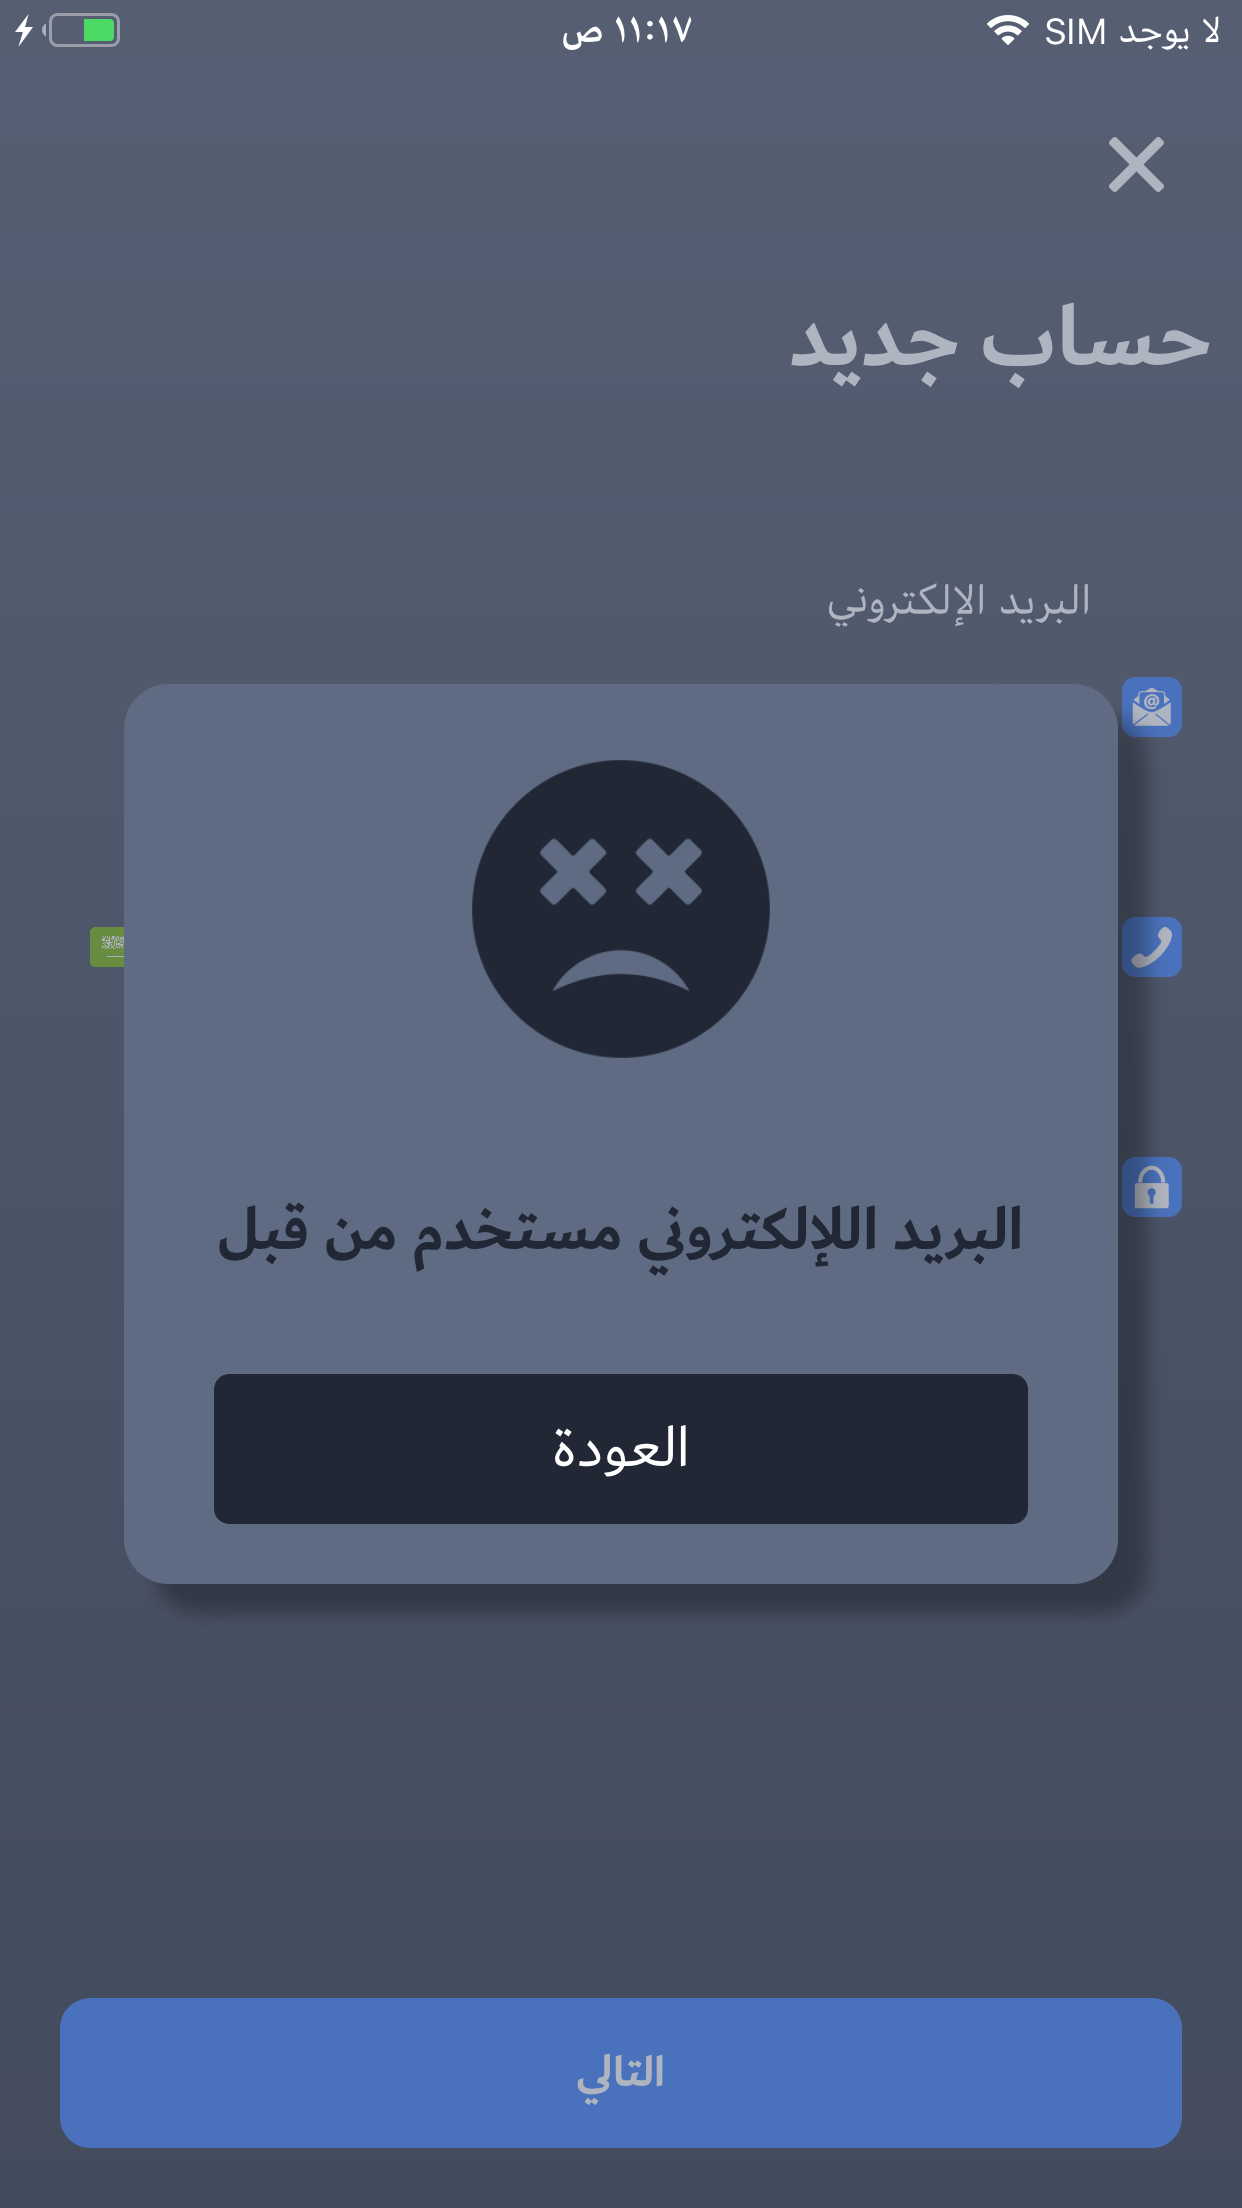 لا يوجد SIM
١١:١٧ ص
حساب جديد
البريد الإلكتروني
البريد اللإلكتروني مستخدم من قبل
العودة
التالي